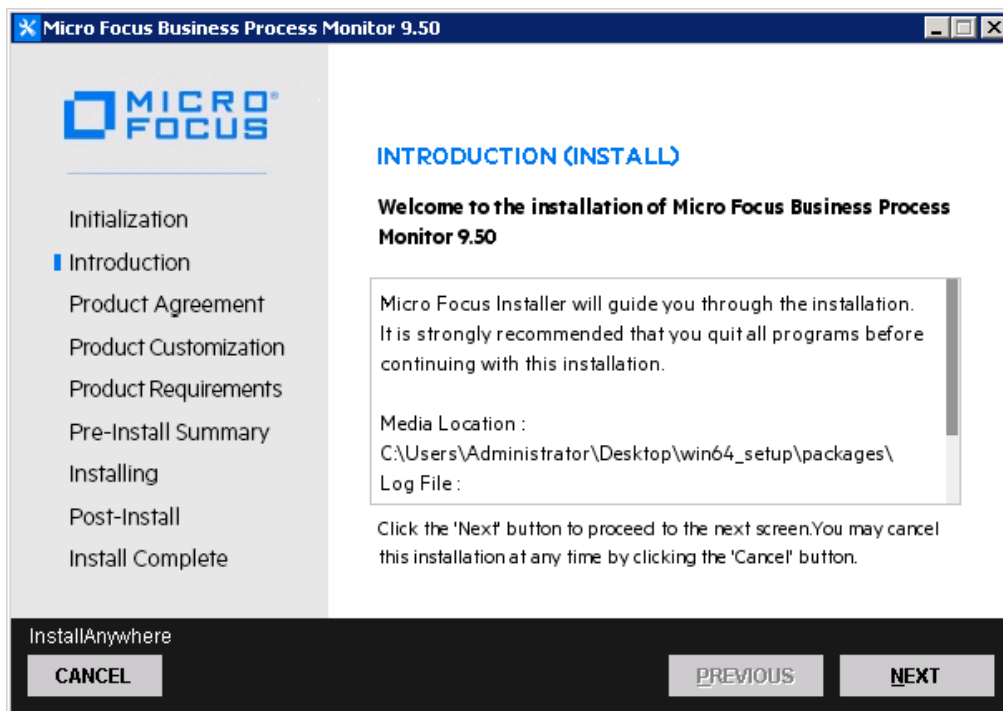 Micro Focus Business Process Monitor 9.50
MICRO
FOCUS
Initialization
Introduction
Product Agreement
Product Customization
Product Requirements
Pre-Install Summary
Installing
Post-Install
Install Complete
INTRODUCTION (INSTALL)
Welcome to the installation of Micro Focus Business Process
Monitor 9.50
Micro Focus Installer will guide you through the installation.
It is strongly recommended that you quit all programs before
continuing with this installation.
Media Location :
C:\Users\Administrator\Desktop\win64_setup\packages\
Log File :
Click the 'Next' button to proceed to the next screen.You may cancel
this installation at any time by clicking the 'Cancel' button.
InstallAnywhere
CANCEL
PREVIOUS
NEXT